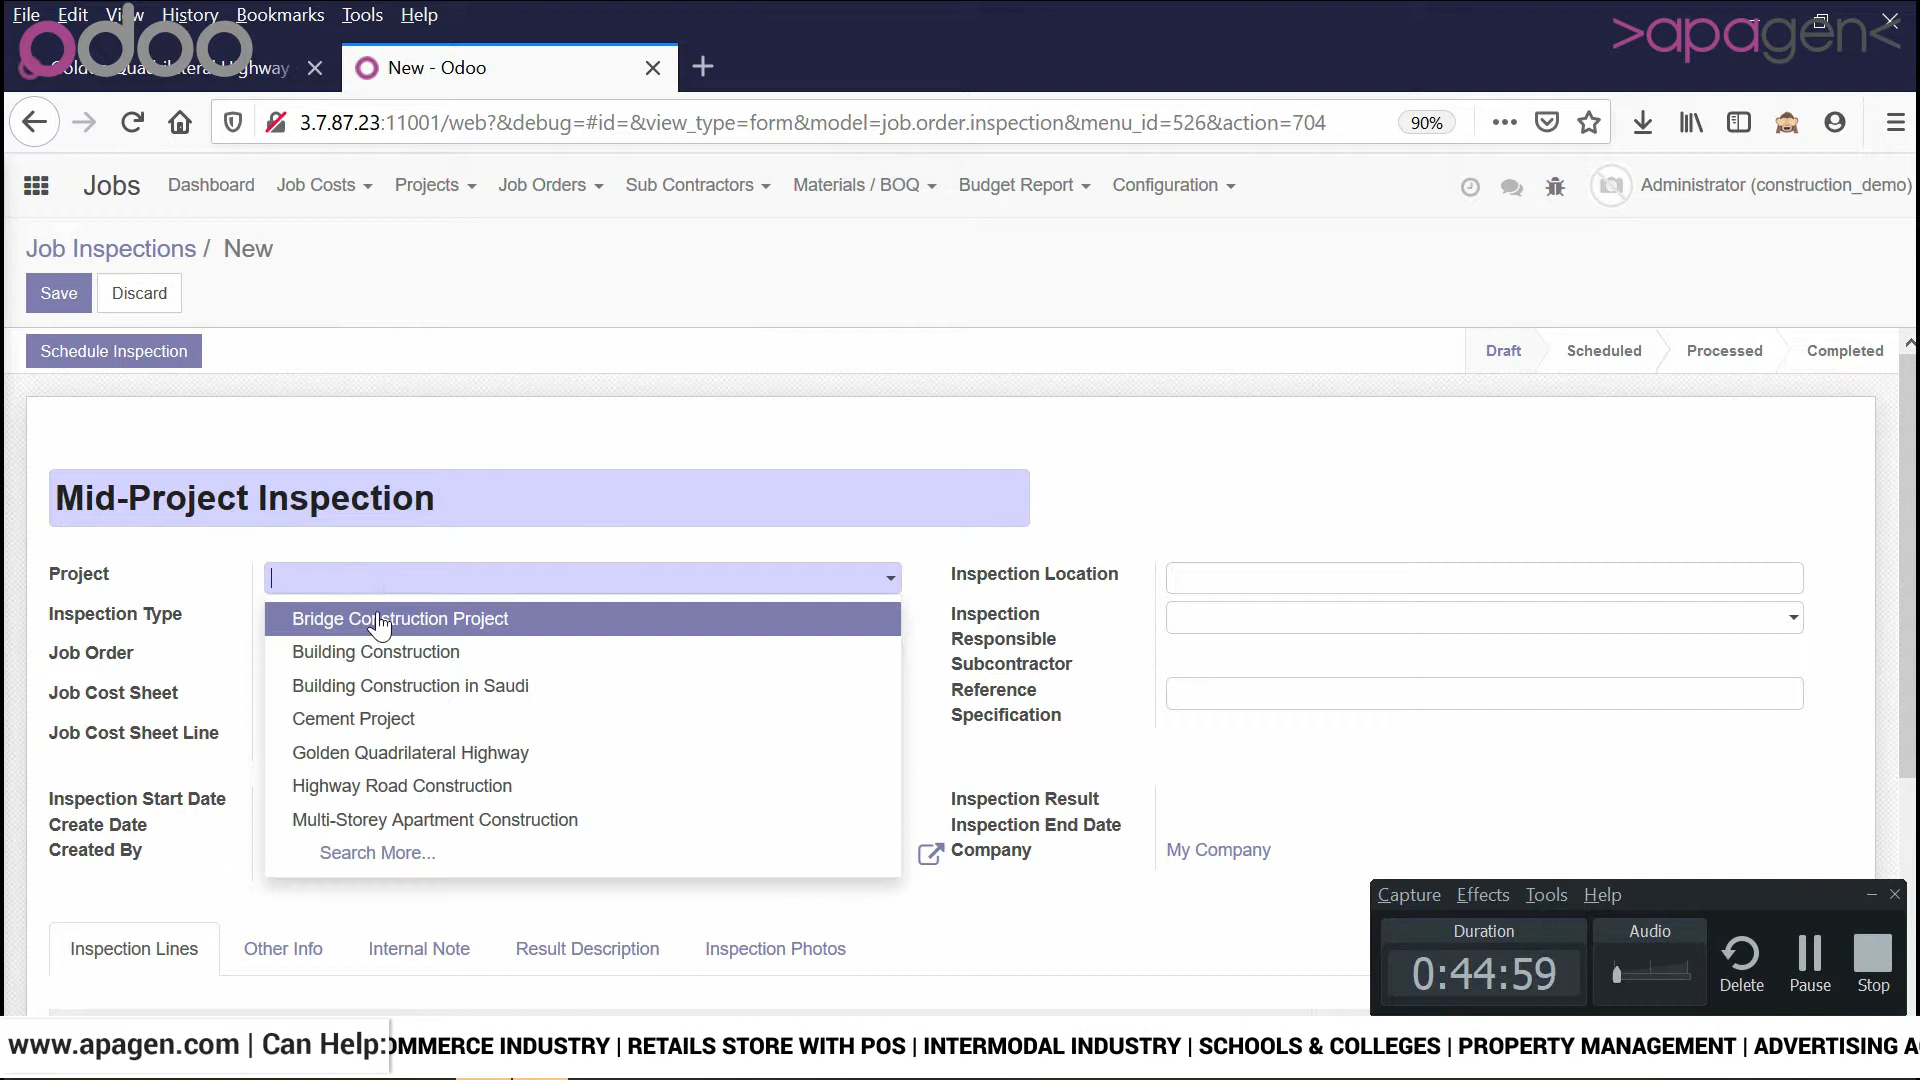 File Edit View History Bookmarks Tools Help
odoo
>apagen<
Golden Quadrilateral Highway
New - Odoo
3.7.87.23:11001/web?&debug=#id=&view_type=form&model=job.order.inspection&menu_id=526&action=704
90%
Jobs Dashboard Job Costs Projects Job Orders Sub Contractors Materials / BOQ Budget Report Configuration Administrator (construction_demo)
Job Inspections / New
Save Discard
Schedule Inspection Draft Scheduled Processed Completed
Mid-Project Inspection
Project
Inspection Type
Job Order
Job Cost Sheet
Job Cost Sheet Line
Inspection Start Date
Create Date
Created By
Bridge Construction Project
Building Construction
Building Construction in Saudi
Cement Project
Golden Quadrilateral Highway
Highway Road Construction
Multi-Storey Apartment Construction
Search More...
Inspection Location
Inspection
Responsible
Subcontractor
Reference
Specification
Inspection Result
Inspection End Date
Company My Company
Inspection Lines Other Info Internal Note Result Description Inspection Photos
Capture Effects Tools Help
Duration Audio
0:44:59
Delete Pause Stop
www.apagen.com | Can Help: OMMERCE INDUSTRY | RETAILS STORE WITH POS | INTERMODAL INDUSTRY | SCHOOLS & COLLEGES | PROPERTY MANAGEMENT | ADVERTISING A